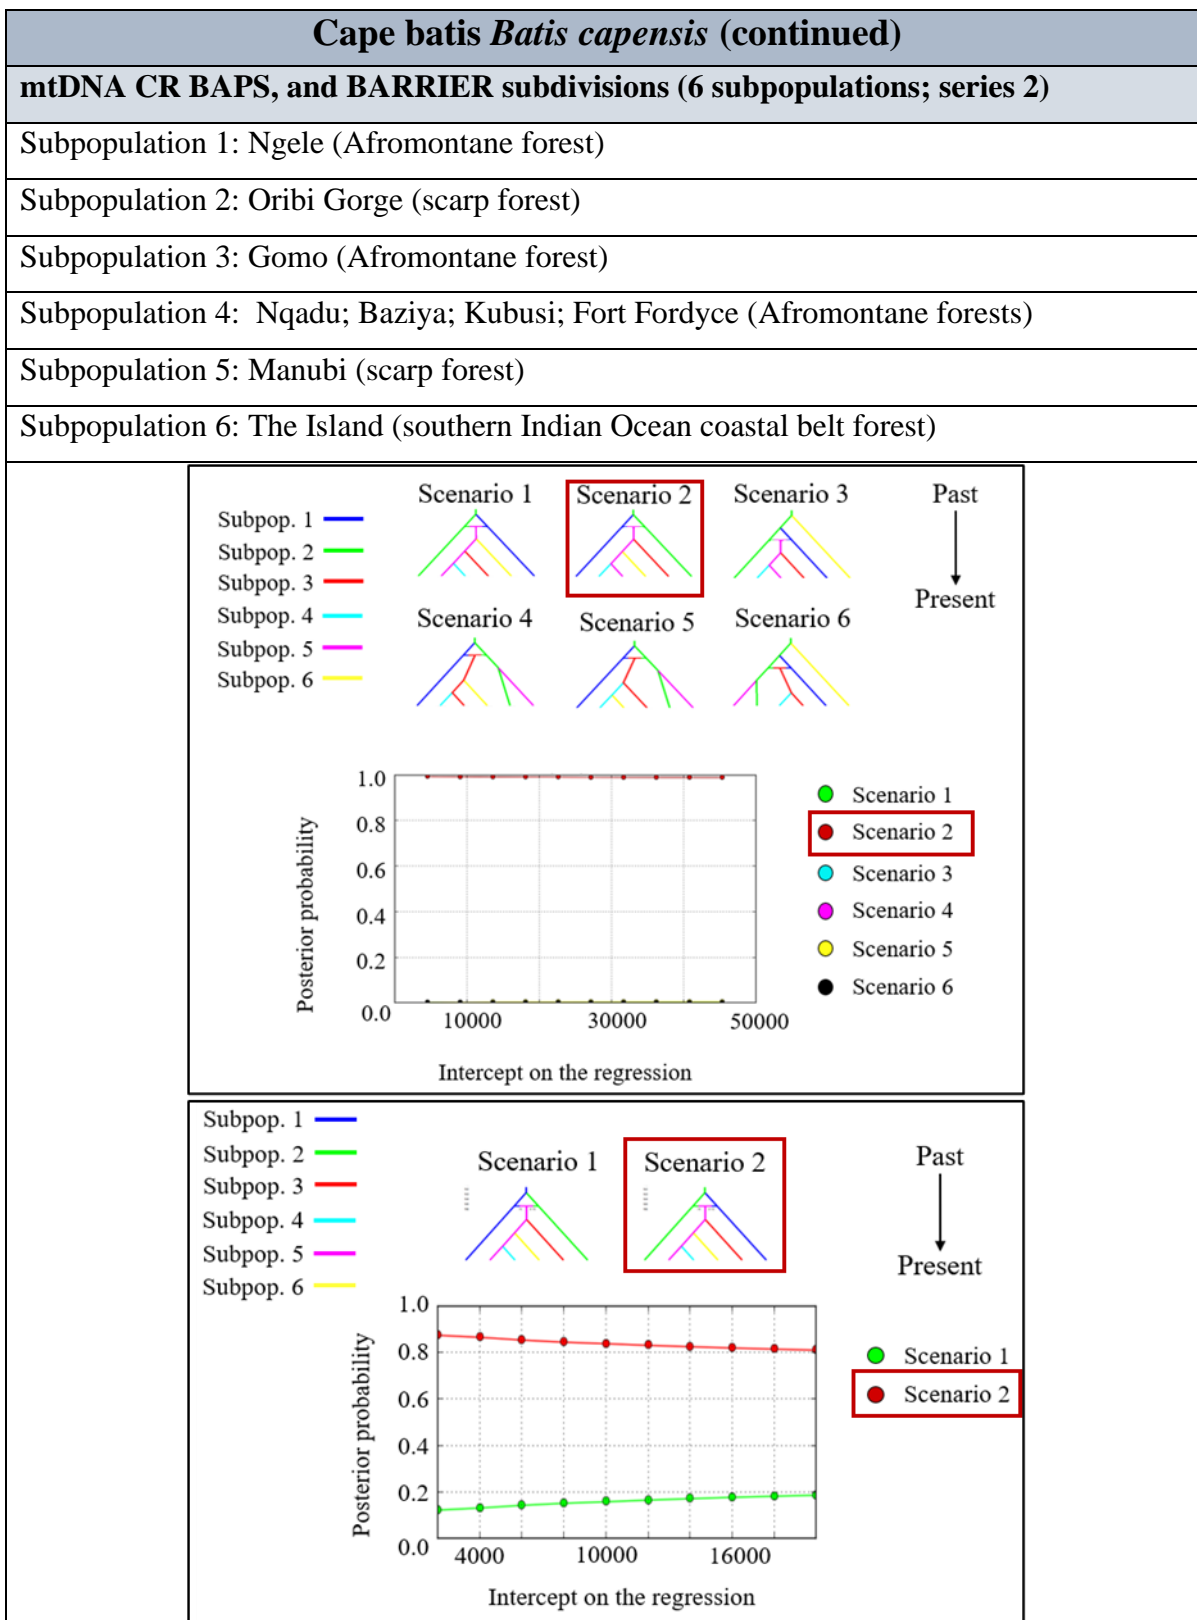 Cape batis Batis capensis (continued)
mtDNA CR BAPS, and BARRIER subdivisions (6 subpopulations; series 2)
Subpopulation 1: Ngele (Afromontane forest)
Subpopulation 2: Oribi Gorge (scarp forest)
Subpopulation 3: Gomo (Afromontane forest)
Subpopulation 4: Nqadu; Baziya; Kubusi; Fort Fordyce (Afromontane forests)
Subpopulation 5: Manubi (scarp forest)
Subpopulation 6: The Island (southern Indian Ocean coastal belt forest)
Subpop. 1
Subpop. 2
Subpop. 3
Subpop. 4
Subpop. 5
Subpop. 6
Scenario 1
Scenario 2
Scenario 3
Past
Present
Scenario 4
Scenario 5
Scenario 6
Posterior probability
1.0
0.8
0.6
0.4
0.2
0.0
10000
30000
50000
Intercept on the regression
Scenario 1
Scenario 2
Scenario 3
Scenario 4
Scenario 5
Scenario 6
Subpop. 1
Subpop. 2
Subpop. 3
Subpop. 4
Subpop. 5
Subpop. 6
Scenario 1
Scenario 2
Past
Present
Posterior probability
1.0
0.8
0.6
0.4
0.2
0.0
4000
10000
16000
Intercept on the regression
Scenario 1
Scenario 2